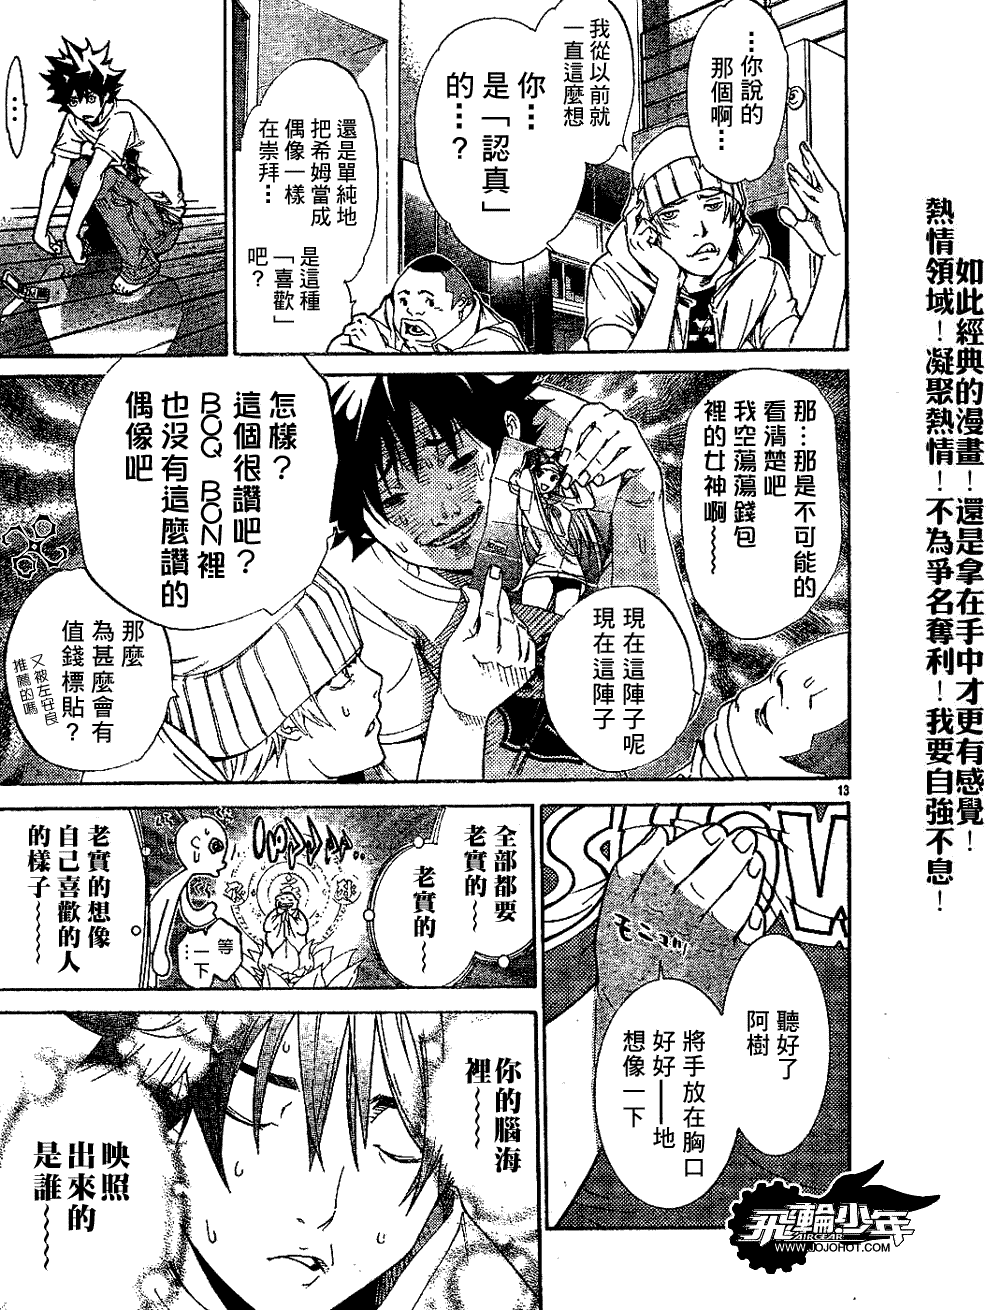 如此經典的漫畫！還是拿在手中才更有感覺！
熱情領域！凝聚熱情！不為爭名奪利！我要自強不息！
…你說的
那個啊…
我從以前就
一直這麼想
你…
是「認真」
的…？
還是單純地
把希姆當成
偶像一樣
在崇拜…
是這種
「喜歡」
吧？
…
那…那是不可能的
看清楚吧
我空蕩蕩錢包
裡的女神啊～
現在這陣子呢
現在這陣子
怎樣？
這個很讚吧？
BOQ BON裡
也沒有這麼讚的
偶像吧
那麼
為甚麼會有
值錢標貼？
又被左安良
推薦的嗎
13
モニュッ
聽好了
阿樹
將手放在胸口
好好──地
想像一下
全部都要
老實的～
老實的～
等
一下…
老實的想像
自己喜歡的人
的樣子～
你的腦海
裡～
映照
出來的
是誰～
飛輪少年
AIRGEAR
WWW.JOJOHOT.COM